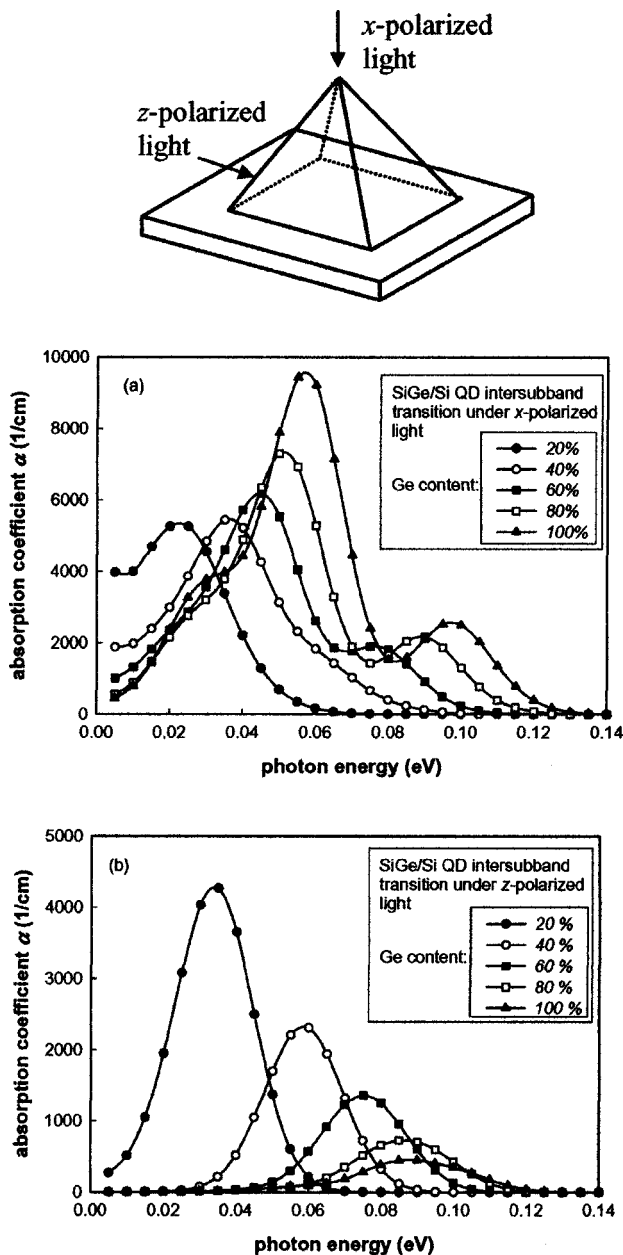 x-polarized
light
z-polarized
light
(a)
SiGe/Si QD intersubband
transition under x-polarized
light
Ge content:
20%
40%
60%
80%
100%
absorption coefficient α (1/cm)
10000
8000
6000
4000
2000
0
0.00 0.02 0.04 0.06 0.08 0.10 0.12 0.14
photon energy (eV)
(b)
SiGe/Si QD intersubband
transition under z-polarized
light
Ge content:
20 %
40 %
60 %
80 %
100 %
absorption coefficient α (1/cm)
5000
4000
3000
2000
1000
0
0.00 0.02 0.04 0.06 0.08 0.10 0.12 0.14
photon energy (eV)